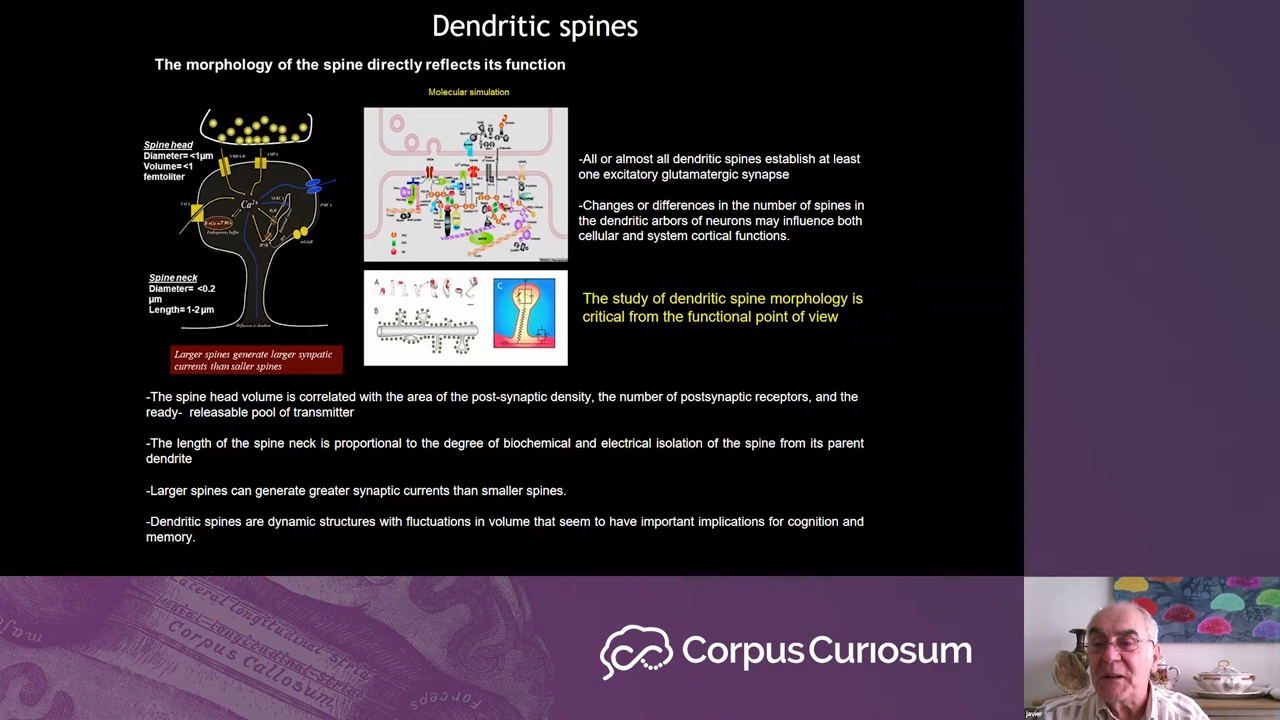 Dendritic spines
The morphology of the spine directly reflects its function
Molecular simulation
Spine head
Diameter= <1µm
Volume= <1
femtoliter
Ca²⁺
Spine neck
Diameter= <0.2
µm
Length= 1-2 µm
Diffusion to dendrite
Larger spines generate larger synpatic
currents than saller spines
A
B
C
-All or almost all dendritic spines establish at least
one excitatory glutamatergic synapse
-Changes or differences in the number of spines in
the dendritic arbors of neurons may influence both
cellular and system cortical functions.
The study of dendritic spine morphology is
critical from the functional point of view
-The spine head volume is correlated with the area of the post-synaptic density, the number of postsynaptic receptors, and the
ready- releasable pool of transmitter
-The length of the spine neck is proportional to the degree of biochemical and electrical isolation of the spine from its parent
dendrite
-Larger spines can generate greater synaptic currents than smaller spines.
-Dendritic spines are dynamic structures with fluctuations in volume that seem to have important implications for cognition and
memory.
Lateral longitudinal Striæ
Corpus Callosum
Forceps
Corpus Curiosum
javier